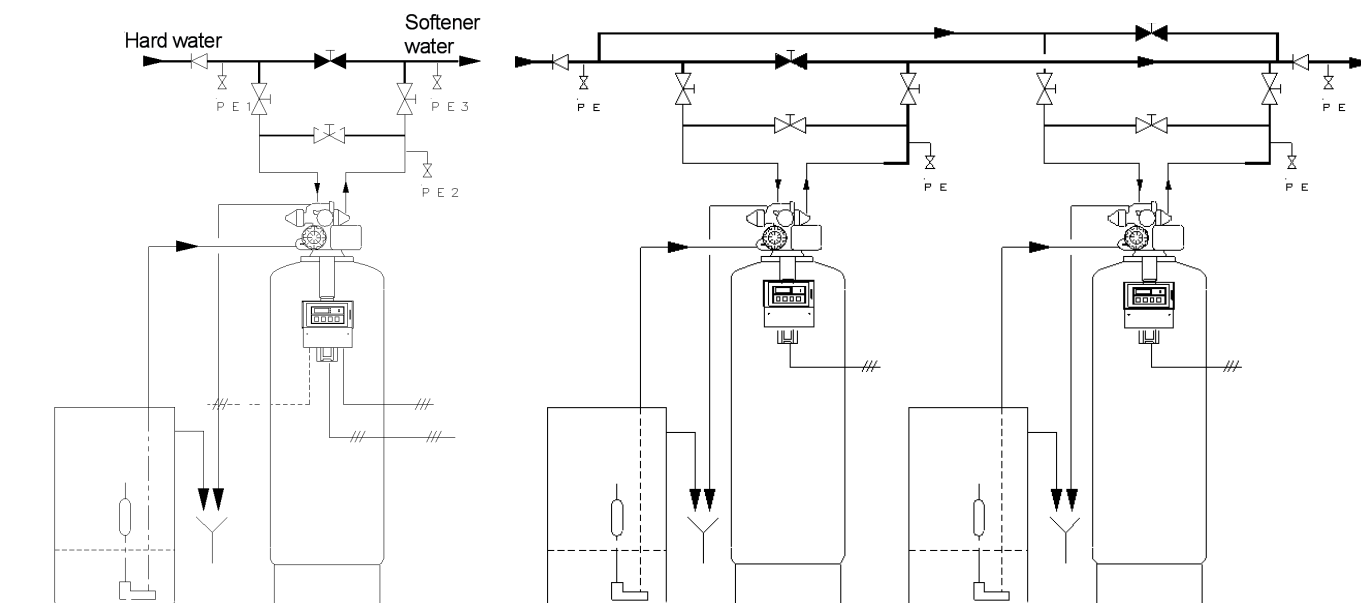 Hard water
Softener
water
P E 1
P E 3
P E 2
P E
P E
P E
P E